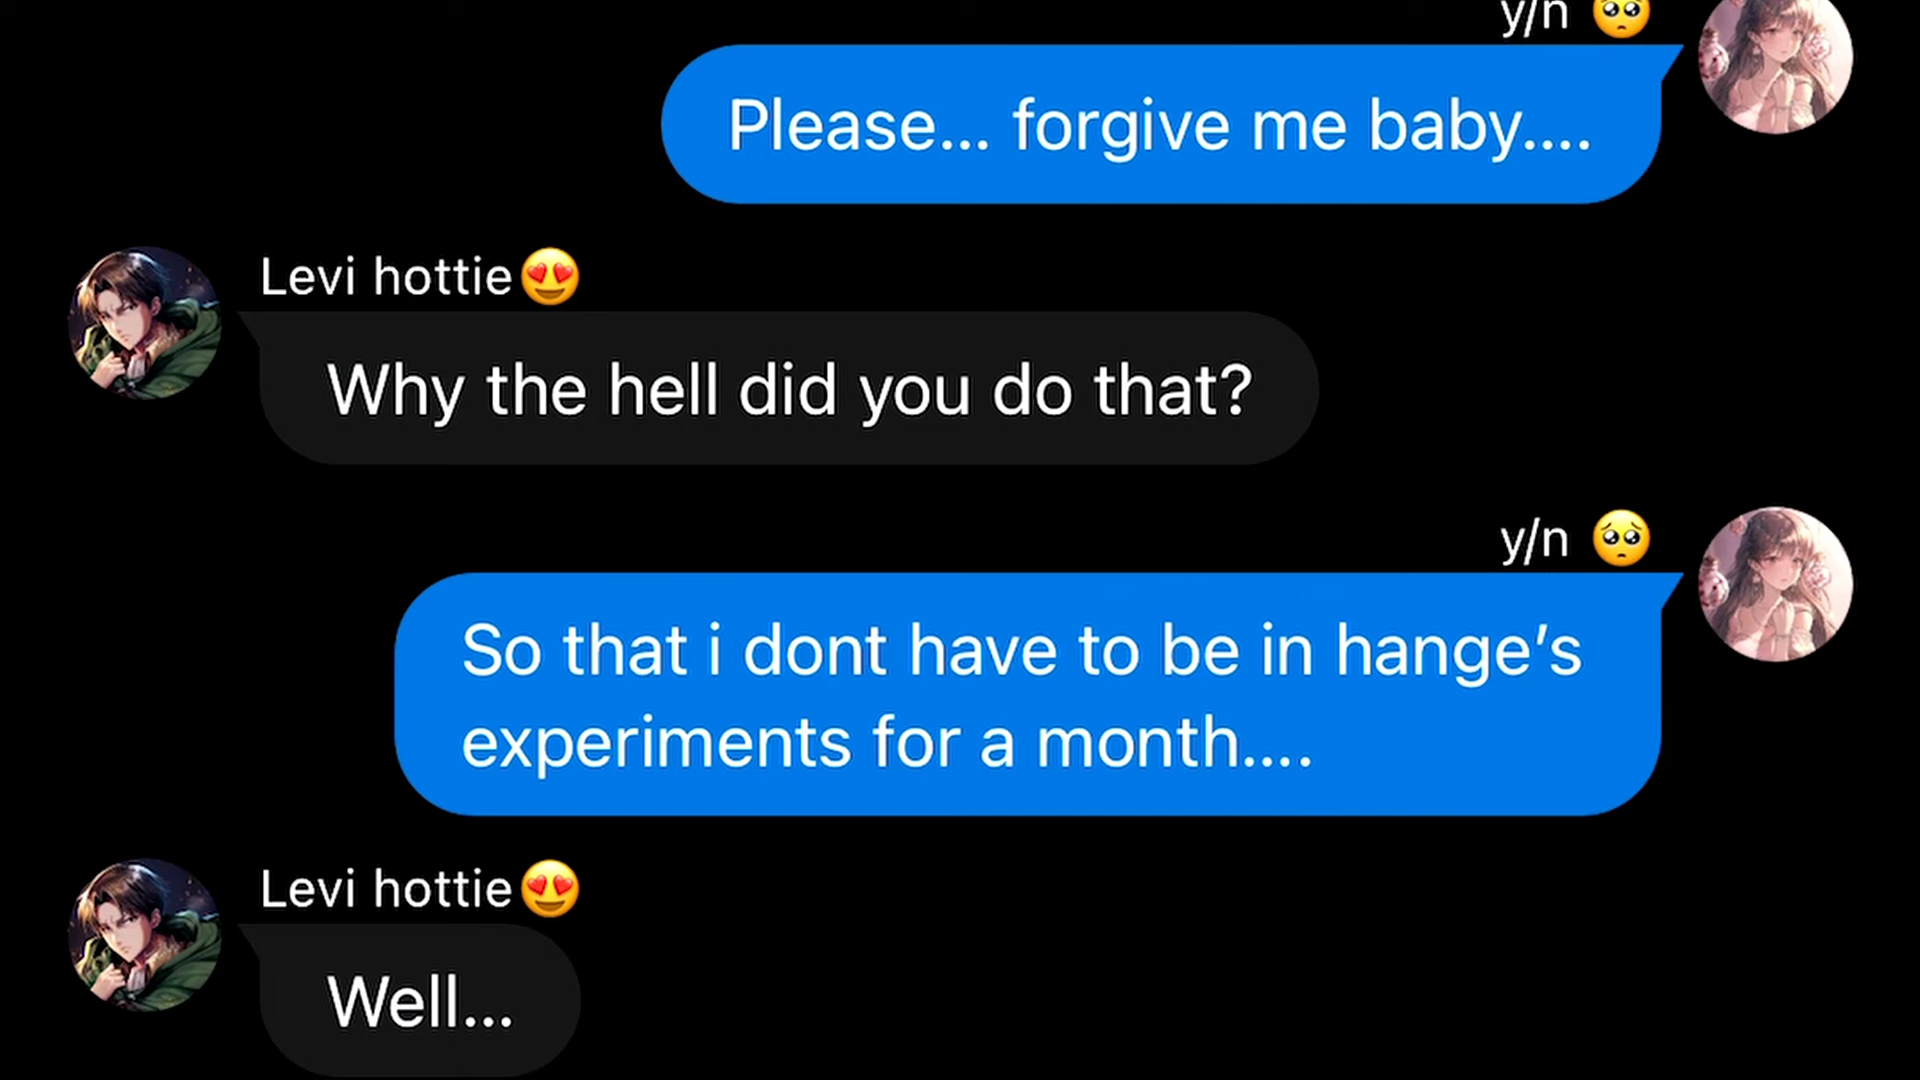 y/n 🥺
Please... forgive me baby....
Levi hottie😍
Why the hell did you do that?
y/n 🥺
So that i dont have to be in hange's
experiments for a month....
Levi hottie😍
Well...